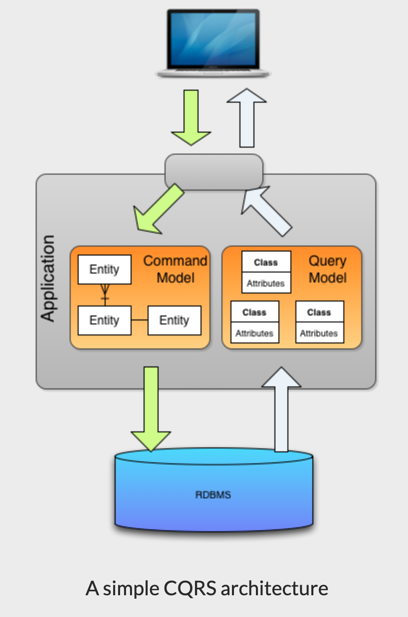 Application
Entity
Command
Model
Entity
Entity
Class
Attributes
Query
Model
Class
Attributes
Class
Attributes
RDBMS
A simple CQRS architecture